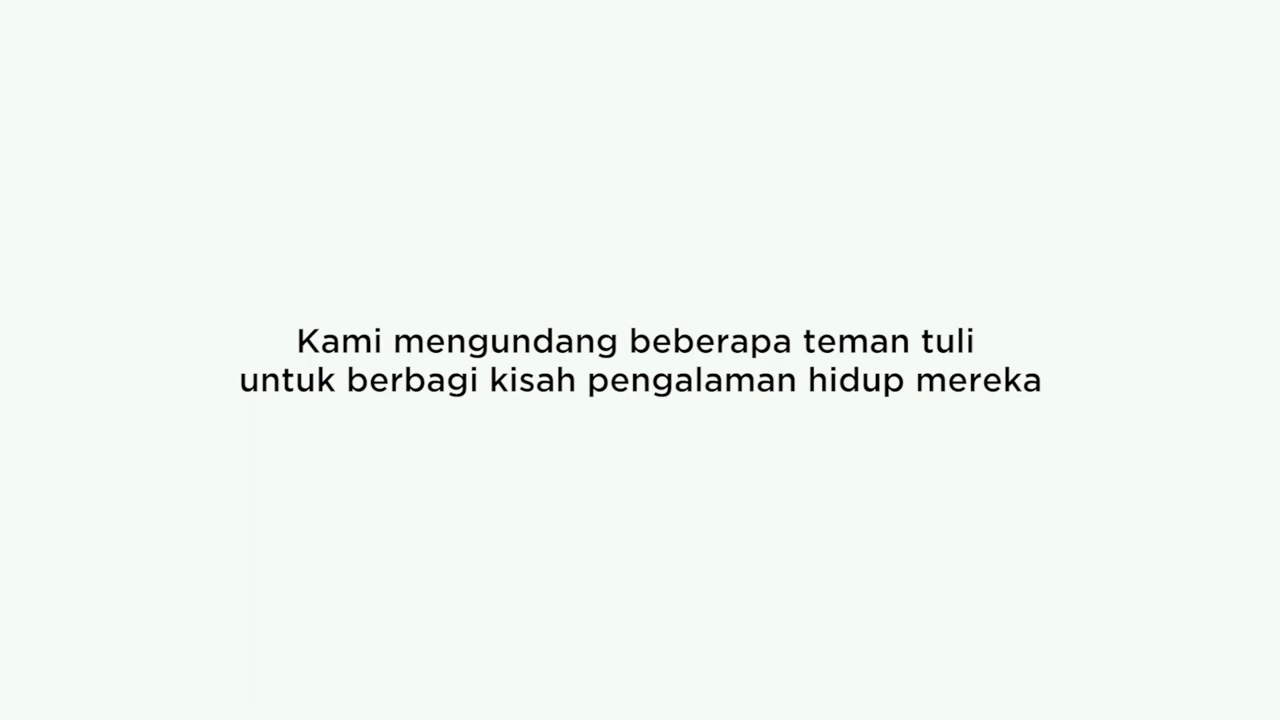 Kami mengundang beberapa teman tuli
untuk berbagi kisah pengalaman hidup mereka